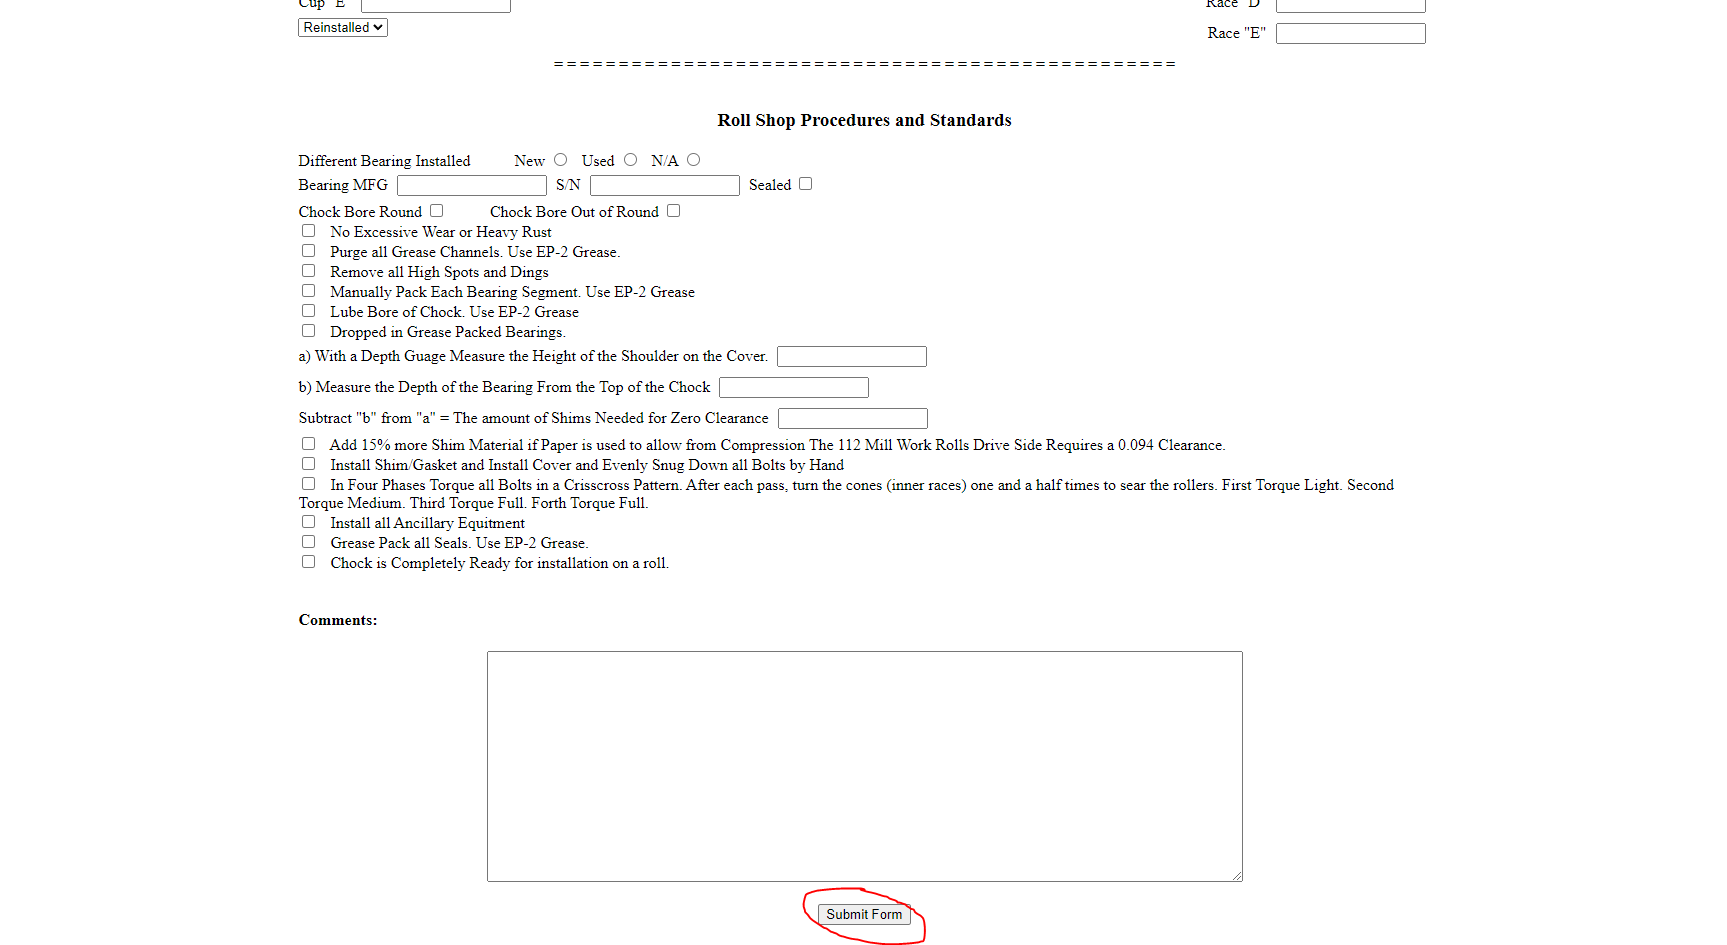 Cup "E"
Race "D"
Reinstalled
Race "E"
= = = = = = = = = = = = = = = = = = = = = = = = = = = = = = = = = = = = = = = = = = = = = = = =
Roll Shop Procedures and Standards
Different Bearing Installed New Used N/A
Bearing MFG S/N Sealed
Chock Bore Round Chock Bore Out of Round
No Excessive Wear or Heavy Rust
Purge all Grease Channels. Use EP-2 Grease.
Remove all High Spots and Dings
Manually Pack Each Bearing Segment. Use EP-2 Grease
Lube Bore of Chock. Use EP-2 Grease
Dropped in Grease Packed Bearings.
a) With a Depth Guage Measure the Height of the Shoulder on the Cover.
b) Measure the Depth of the Bearing From the Top of the Chock
Subtract "b" from "a" = The amount of Shims Needed for Zero Clearance
Add 15% more Shim Material if Paper is used to allow from Compression The 112 Mill Work Rolls Drive Side Requires a 0.094 Clearance.
Install Shim/Gasket and Install Cover and Evenly Snug Down all Bolts by Hand
In Four Phases Torque all Bolts in a Crisscross Pattern. After each pass, turn the cones (inner races) one and a half times to sear the rollers. First Torque Light. Second
Torque Medium. Third Torque Full. Forth Torque Full.
Install all Ancillary Equitment
Grease Pack all Seals. Use EP-2 Grease.
Chock is Completely Ready for installation on a roll.
Comments:
Submit Form